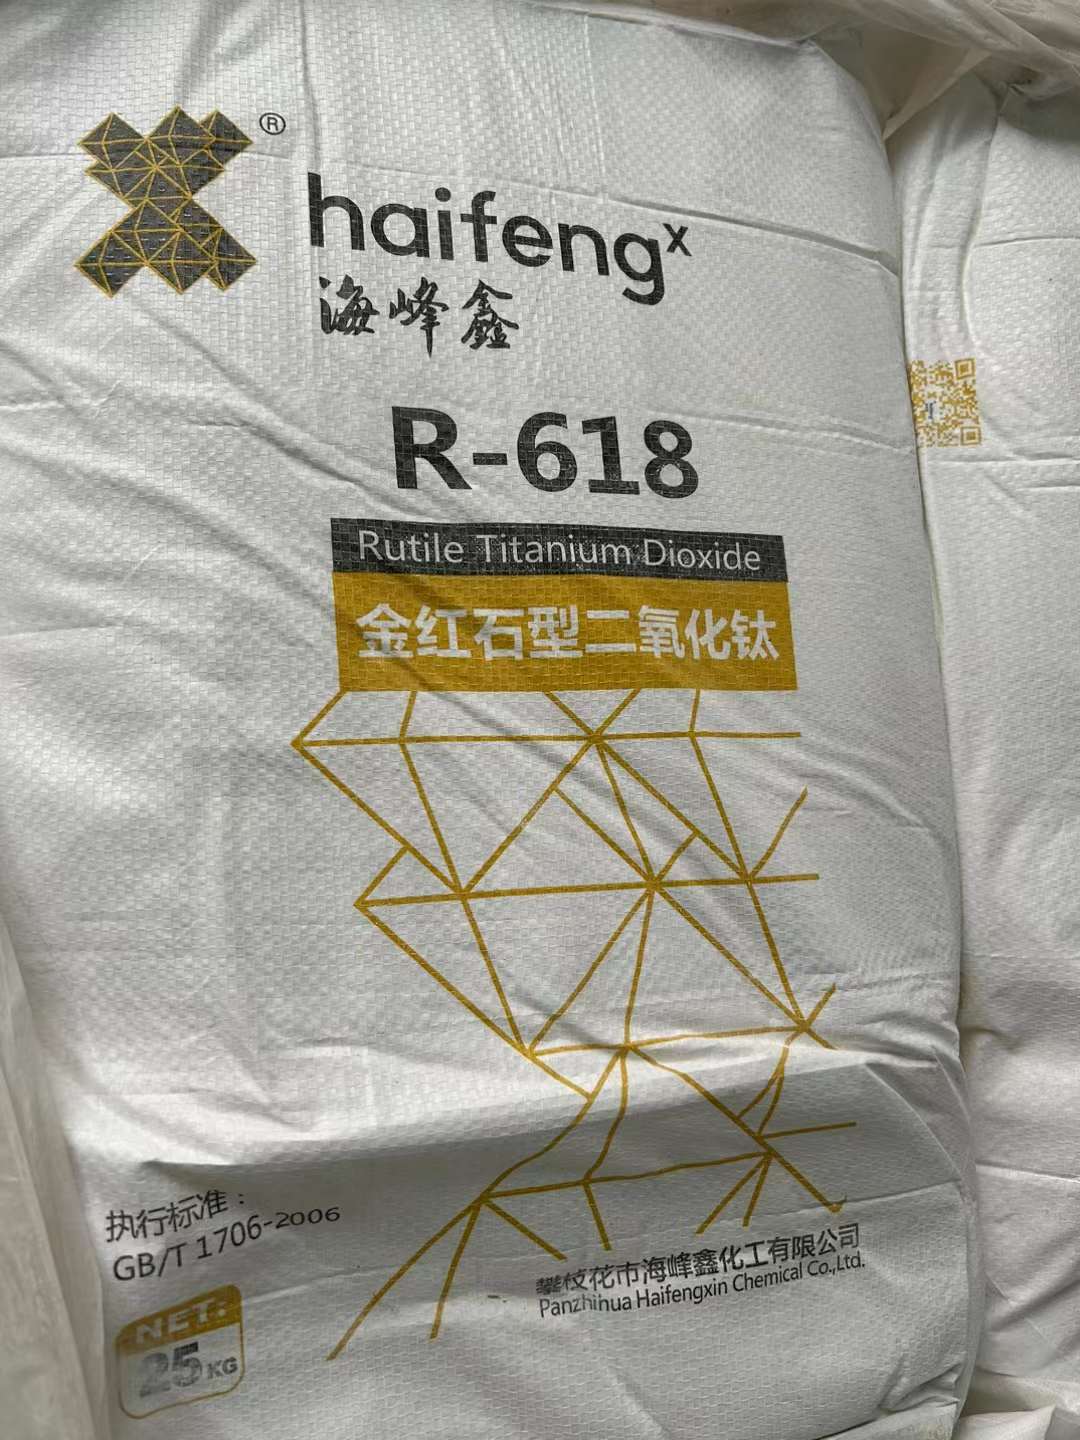 ®
haifengx
海峰鑫
R-618
Rutile Titanium Dioxide
金红石型二氧化钛
执行标准：
GB/T 1706-2006
NET:
25KG
攀枝花市海峰鑫化工有限公司
Panzhihua Haifengxin Chemical Co.,Ltd.